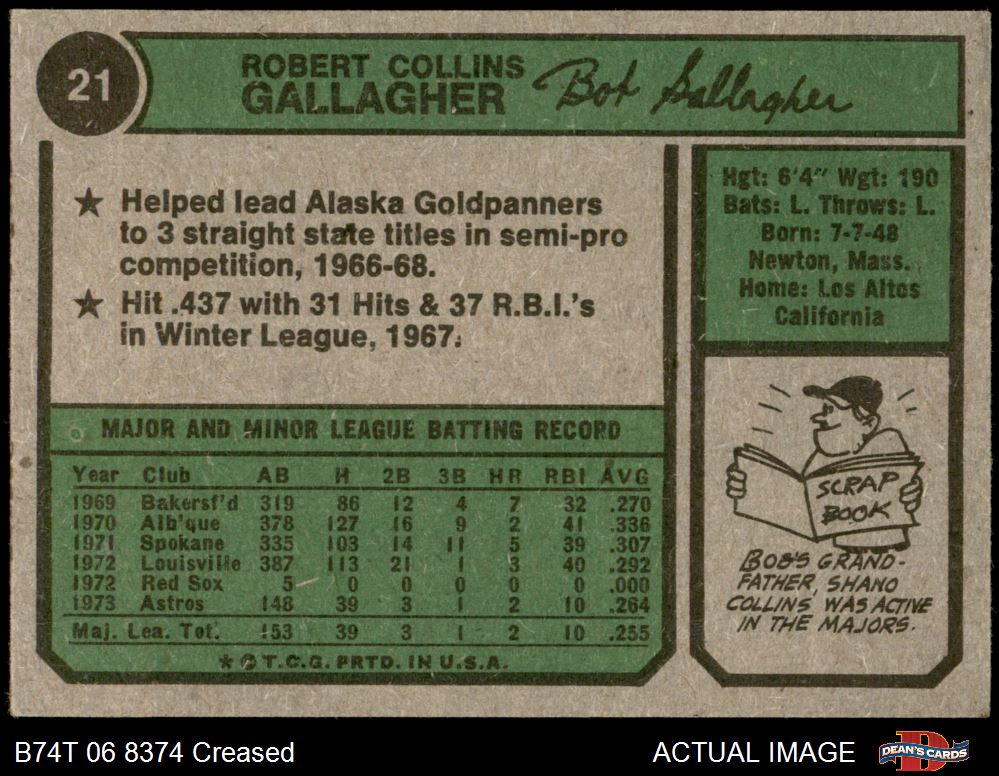 21
ROBERT COLLINS
GALLAGHER
Bob Gallagher
★ Helped lead Alaska Goldpanners
to 3 straight state titles in semi-pro
competition, 1966-68.
★ Hit .437 with 31 Hits & 37 R.B.I.'s
in Winter League, 1967.
Hgt: 6'4" Wgt: 190
Bats: L. Throws: L.
Born: 7-7-48
Newton, Mass.
Home: Los Altos
California
MAJOR AND MINOR LEAGUE BATTING RECORD
Year Club AB H 2B 3B HR RBI AVG
1969 Bakersf'd 319 86 12 4 7 32 .270
1970 Alb'que 378 127 16 9 2 41 .336
1971 Spokane 335 103 14 11 5 39 .307
1972 Louisville 387 113 21 1 3 40 .292
1972 Red Sox 5 0 0 0 0 0 .000
1973 Astros 148 39 3 1 2 10 .264
Maj. Lea. Tot. 153 39 3 1 2 10 .255
* © T.C.G. PRTD. IN U.S.A.
SCRAP
BOOK
BOB'S GRAND-
FATHER, SHANO
COLLINS WAS ACTIVE
IN THE MAJORS.
B74T 06 8374 Creased
ACTUAL IMAGE
DEAN'S CARDS